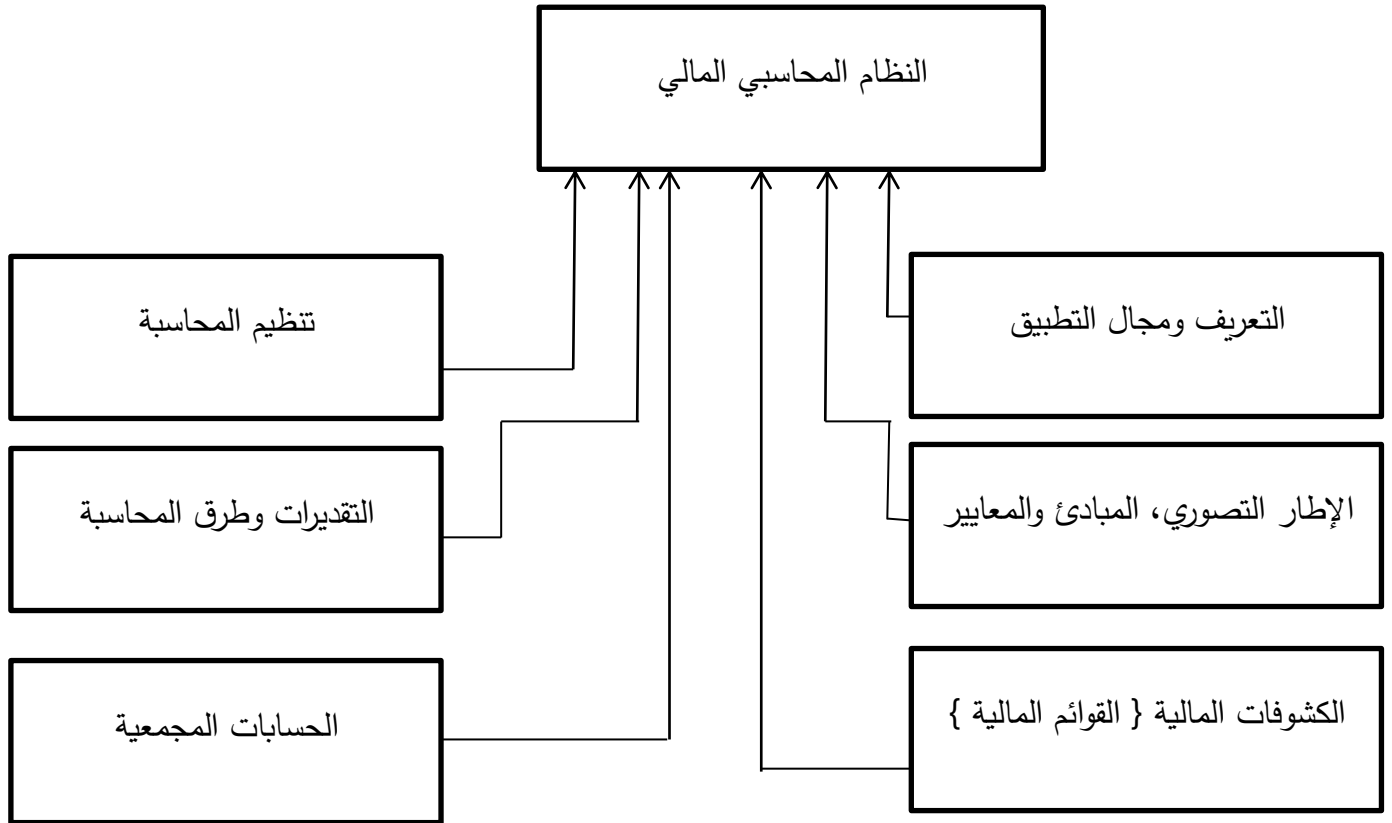 النظام المحاسبي المالي
التعريف ومجال التطبيق
تنظيم المحاسبة
الإطار التصوري، المبادئ والمعايير
التقديرات وطرق المحاسبة
الكشوفات المالية { القوائم المالية }
الحسابات المجمعية